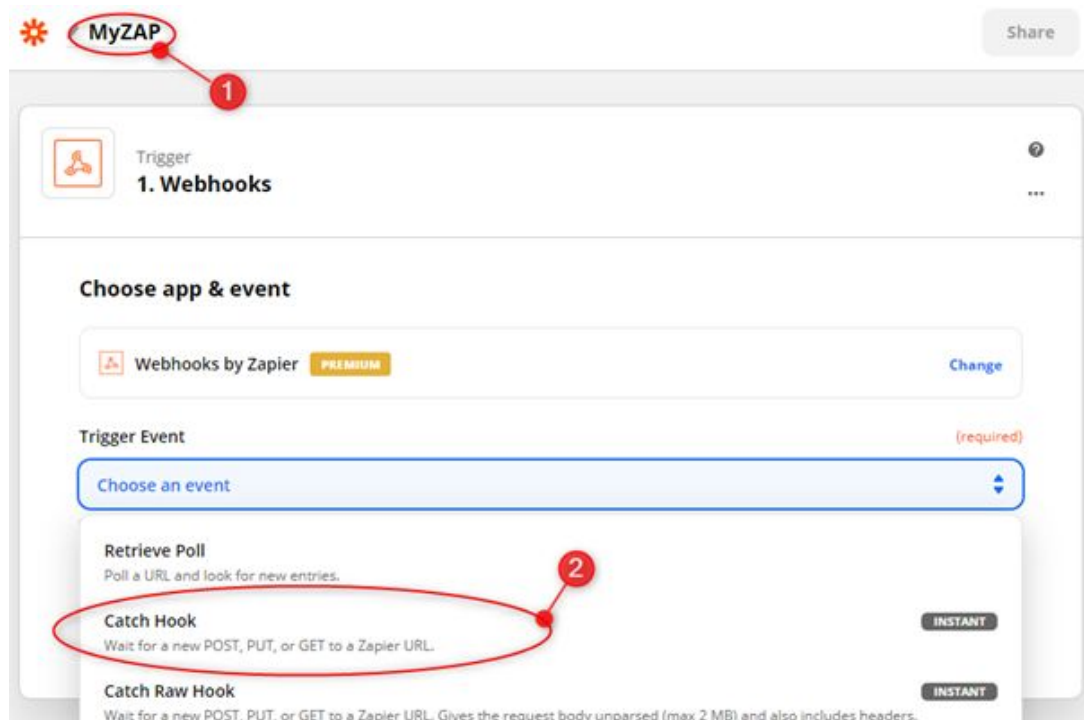 MyZAP
Share
1
Trigger
1. Webhooks
Choose app & event
Webhooks by Zapier PREMIUM Change
Trigger Event (required)
Choose an event
Retrieve Poll
Poll a URL and look for new entries.
2
Catch Hook INSTANT
Wait for a new POST, PUT, or GET to a Zapier URL.
Catch Raw Hook INSTANT
Wait for a new POST, PUT, or GET to a Zapier URL. Gives the request body unparsed (max 2 MB) and also includes headers.